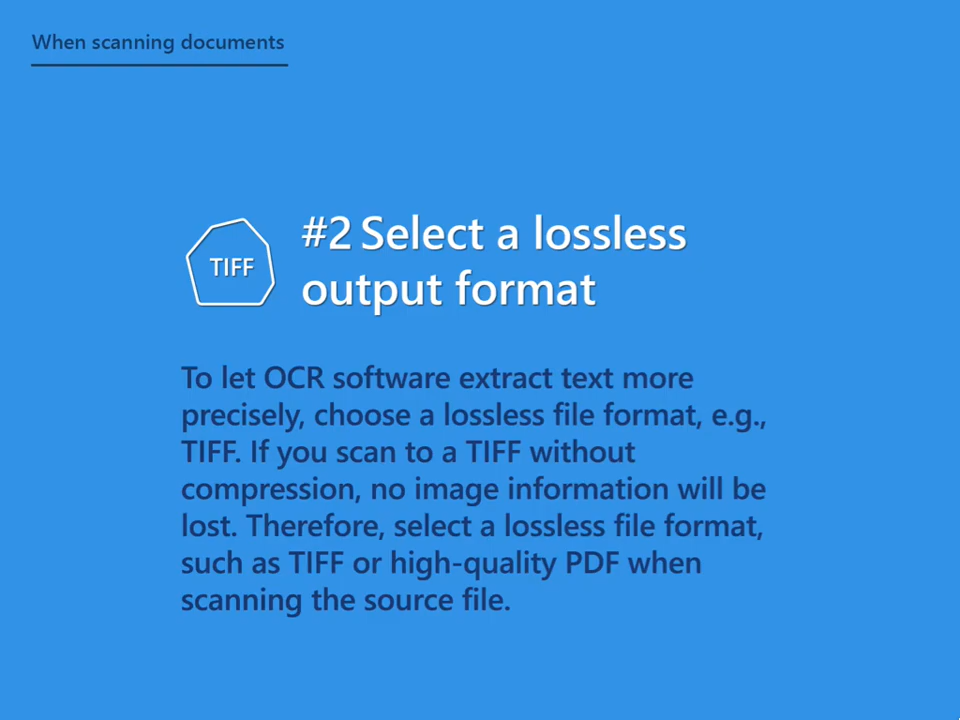 When scanning documents
#2 Select a lossless
output format
TIFF
To let OCR software extract text more
precisely, choose a lossless file format, e.g.,
TIFF. If you scan to a TIFF without
compression, no image information will be
lost. Therefore, select a lossless file format,
such as TIFF or high-quality PDF when
scanning the source file.